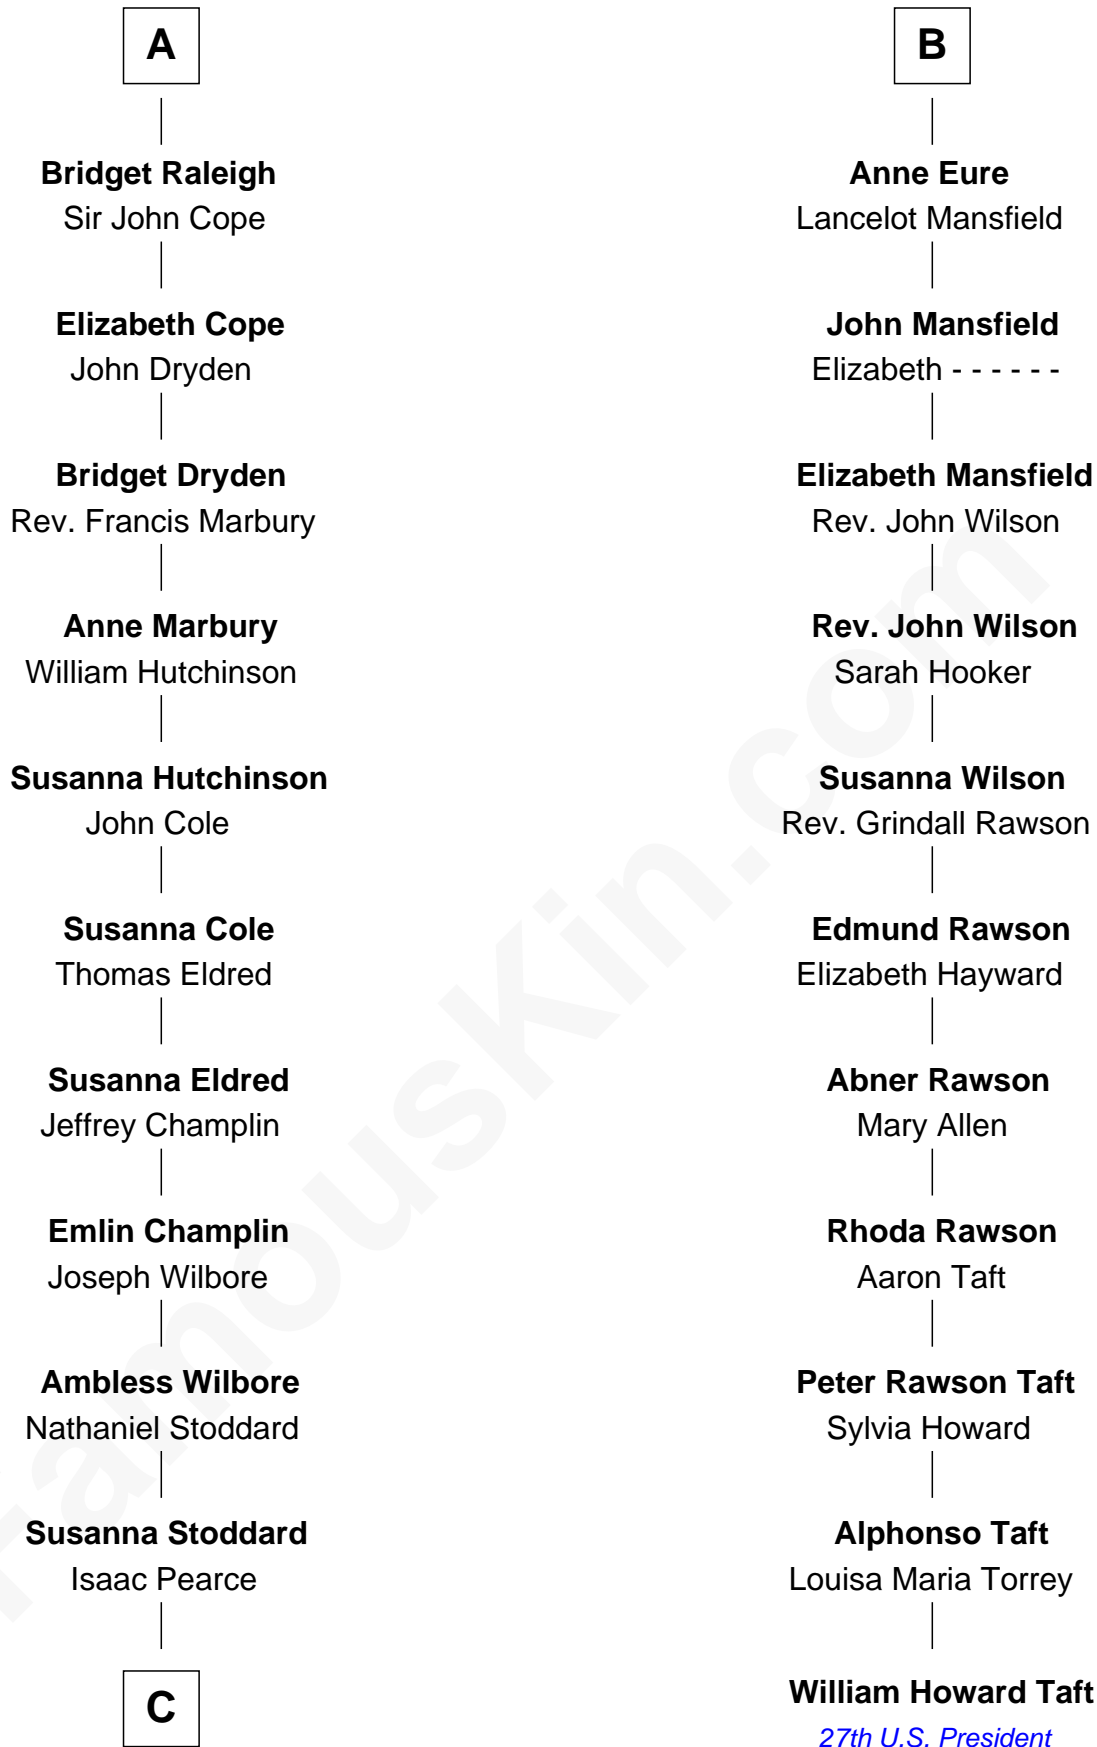 A
Bridget Raleigh
Sir John Cope
Elizabeth Cope
John Dryden
Bridget Dryden
Rev. Francis Marbury
Anne Marbury
William Hutchinson
Susanna Hutchinson
John Cole
Susanna Cole
Thomas Eldred
Susanna Eldred
Jeffrey Champlin
Emlin Champlin
Joseph Wilbore
Ambless Wilbore
Nathaniel Stoddard
Susanna Stoddard
Isaac Pearce
C
B
Anne Eure
Lancelot Mansfield
John Mansfield
Elizabeth - - - - - -
Elizabeth Mansfield
Rev. John Wilson
Rev. John Wilson
Sarah Hooker
Susanna Wilson
Rev. Grindall Rawson
Edmund Rawson
Elizabeth Hayward
Abner Rawson
Mary Allen
Rhoda Rawson
Aaron Taft
Peter Rawson Taft
Sylvia Howard
Alphonso Taft
Louisa Maria Torrey
William Howard Taft
27th U.S. President
FamousKin.com